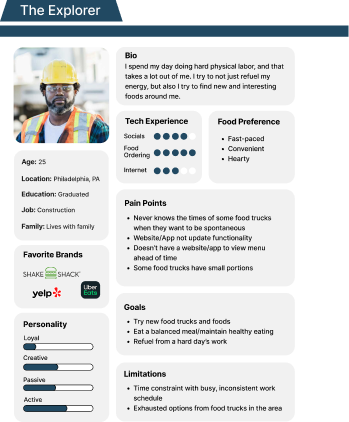 The Explorer
Bio
I spend my day doing hard physical labor, and that
takes a lot out of me. I try to not just refuel my
energy, but also I try to find new and interesting
foods around me.
Tech Experience
Socials
Food
Ordering
Internet
Food Preference
• Fast-paced
• Convenient
• Hearty
Age: 25
Location: Philadelphia, PA
Education: Graduated
Job: Construction
Family: Lives with family
Pain Points
• Never knows the times of some food trucks
when they want to be spontaneous
• Website/App not update functionality
• Doesn't have a website/app to view menu
ahead of time
• Some food trucks have small portions
Favorite Brands
SHAKE SHACK
yelp
Uber
Eats
Goals
• Try new food trucks and foods
• Eat a balanced meal/maintain healthy eating
• Refuel from a hard day's work
Personality
Loyal
Creative
Passive
Active
Limitations
• Time constraint with busy, inconsistent work
schedule
• Exhausted options from food trucks in the area